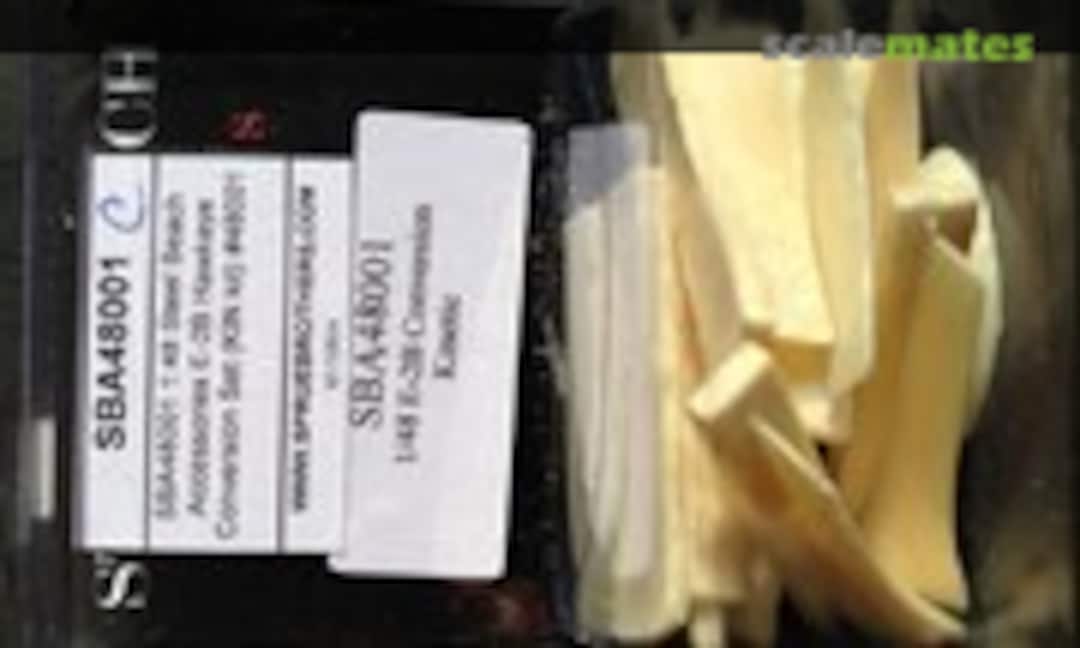 scalemates
SBA48001 C
SBA48001 1:48 Steel Beach
Accessories E-2B Hawkeye
Conversion Set (KIN kit) #48001
WWW.SPRUEBROTHERS.COM
SBA48001
1/48 E-2B Conversion
Kinetic